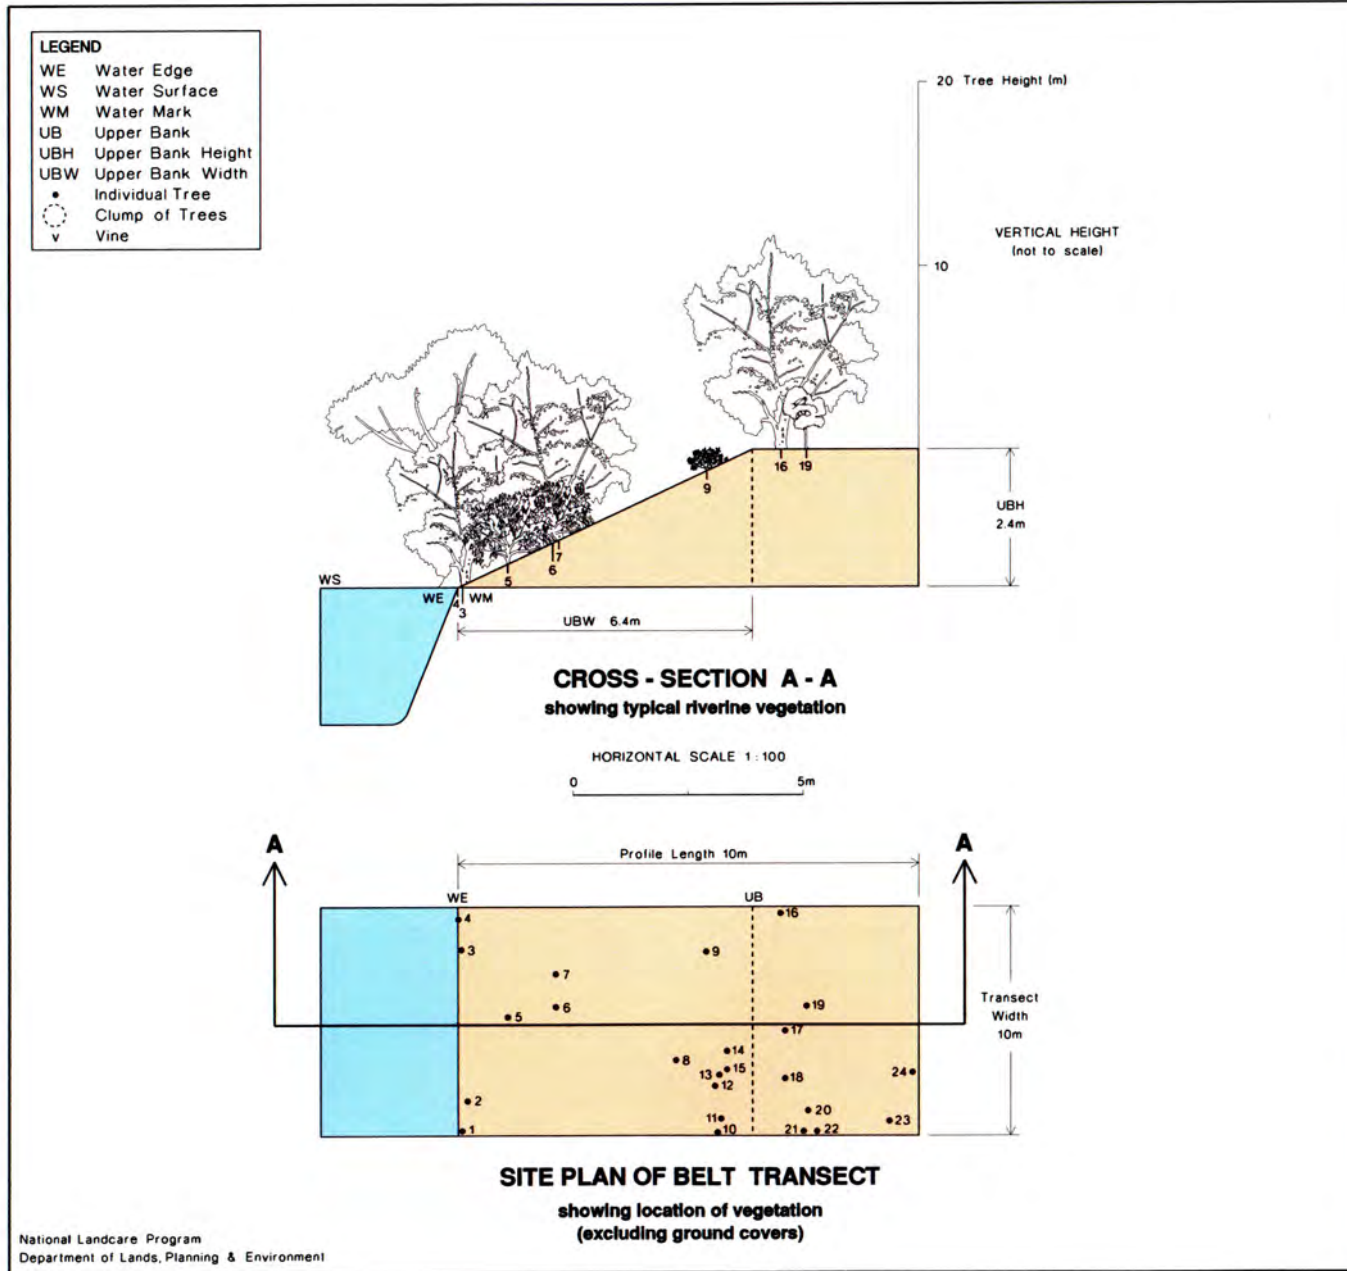 LEGEND
WE Water Edge
WS Water Surface
WM Water Mark
UB Upper Bank
UBH Upper Bank Height
UBW Upper Bank Width
• Individual Tree
Clump of Trees
v Vine
20 Tree Height (m)
VERTICAL HEIGHT
(not to scale)
10
16 19
9
UBH
2.4m
7
6
5
WS
WE 4 WM
3
UBW 6.4m
CROSS - SECTION A - A
showing typical riverine vegetation
HORIZONTAL SCALE 1 : 100
0 5m
A A
Profile Length 10m
WE UB
4 16
3 9
7
6 19
5
Transect
Width
10m
17
14
8
15
13 18 24
12
2
20
11 23
1 10 21 22
SITE PLAN OF BELT TRANSECT
showing location of vegetation
(excluding ground covers)
National Landcare Program
Department of Lands, Planning & Environment